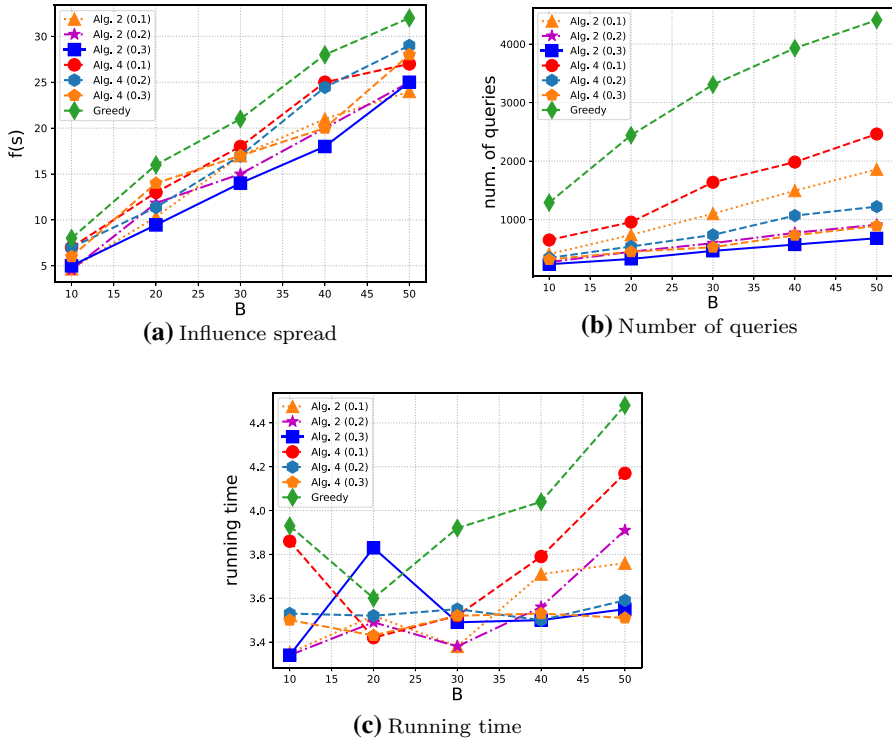 Alg. 2 (0.1)
Alg. 2 (0.2)
Alg. 2 (0.3)
Alg. 4 (0.1)
Alg. 4 (0.2)
Alg. 4 (0.3)
Greedy
f(s)
30
25
20
15
10
5
10 15 20 25 30 35 40 45 50
B
(a) Influence spread
Alg. 2 (0.1)
Alg. 2 (0.2)
Alg. 2 (0.3)
Alg. 4 (0.1)
Alg. 4 (0.2)
Alg. 4 (0.3)
Greedy
num. of queries
4000
3000
2000
1000
10 15 20 25 30 35 40 45 50
B
(b) Number of queries
Alg. 2 (0.1)
Alg. 2 (0.2)
Alg. 2 (0.3)
Alg. 4 (0.1)
Alg. 4 (0.2)
Alg. 4 (0.3)
Greedy
running time
4.4
4.2
4.0
3.8
3.6
3.4
10 15 20 25 30 35 40 45 50
B
(c) Running time